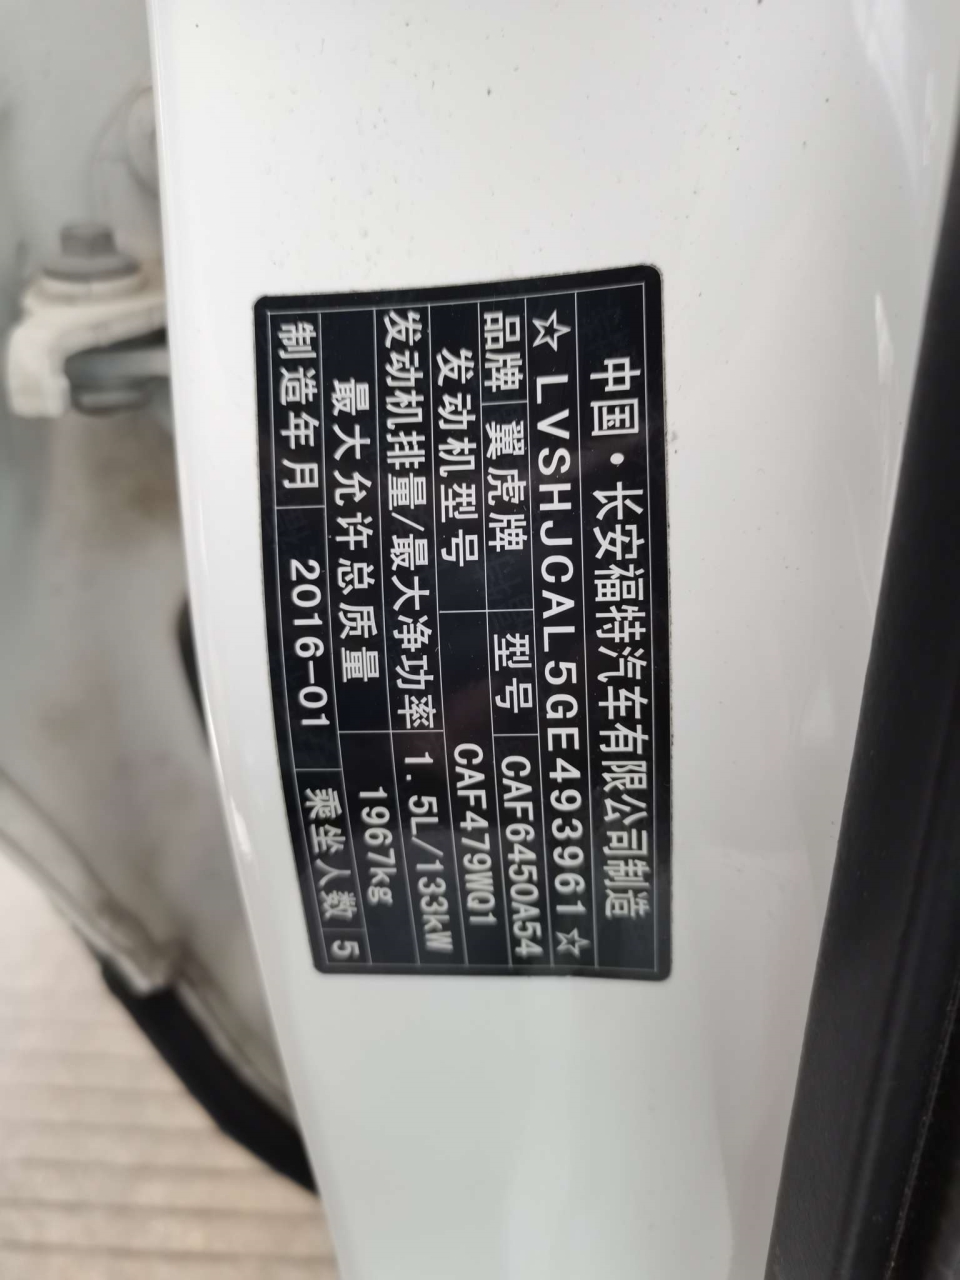 中国·长安福特汽车有限公司制造
☆LVSHJCAL5GE493961☆
品牌 翼虎牌 型号 CAF6450A54
发动机型号 CAF479WQ1
发动机排量/最大净功率 1.5L/133kW
最大允许总质量 1967kg
制造年月 2016-01 乘坐人数 5